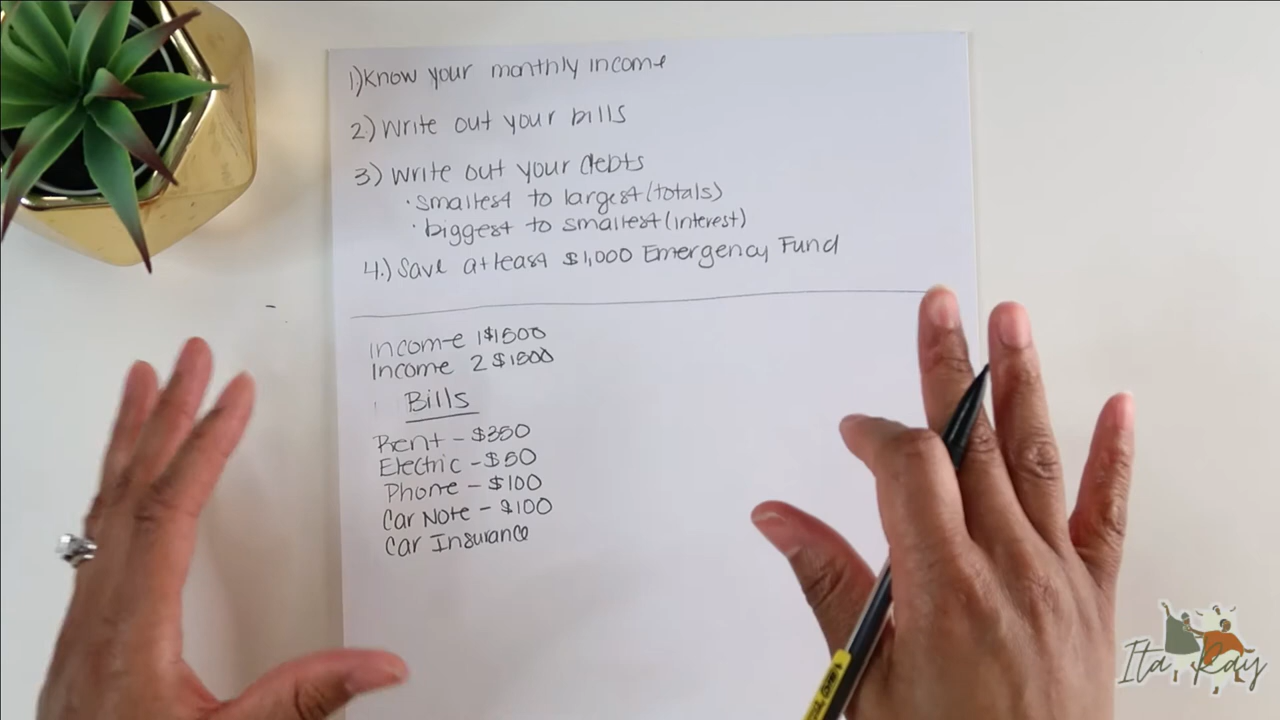 1.) Know your monthly income
2.) Write out your bills
3.) Write out your debts
· smallest to largest (totals)
· biggest to smallest (interest)
4.) Save atleast $1,000 Emergency Fund
Income 1 $1500
Income 2 $1500
Bills
Rent - $350
Electric - $50
Phone - $100
Car Note - $100
Car Insurance
Ita Kay